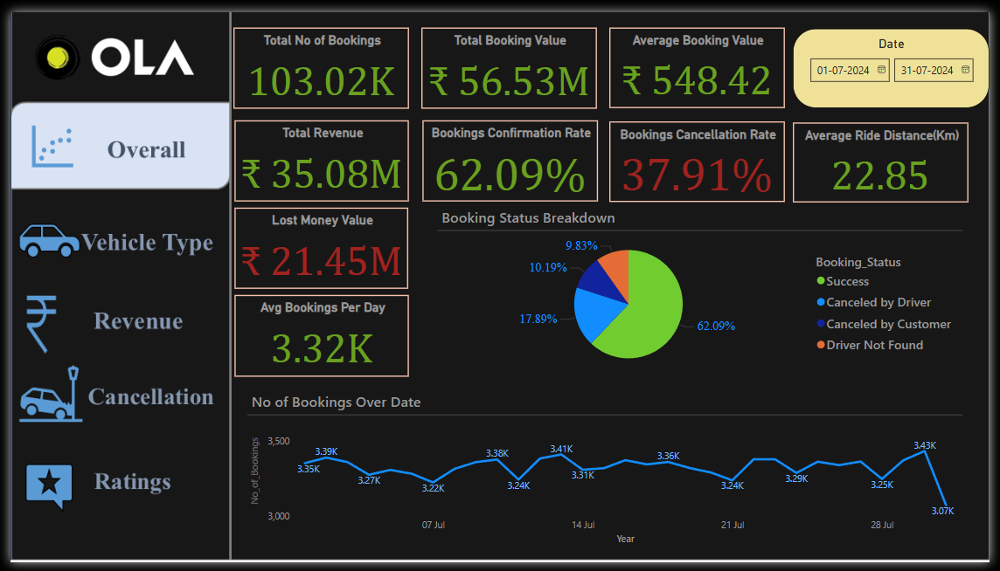 OLA
Overall
Vehicle Type
Revenue
Cancellation
Ratings
Total No of Bookings
103.02K
Total Booking Value
₹ 56.53M
Average Booking Value
₹ 548.42
Date
01-07-2024
31-07-2024
Total Revenue
₹ 35.08M
Bookings Confirmation Rate
62.09%
Bookings Cancellation Rate
37.91%
Average Ride Distance(Km)
22.85
Lost Money Value
₹ 21.45M
Avg Bookings Per Day
3.32K
Booking Status Breakdown
9.83%
10.19%
17.89%
62.09%
Booking_Status
Success
Canceled by Driver
Canceled by Customer
Driver Not Found
No of Bookings Over Date
No_of_Bookings
3,500
3,000
3.35K
3.39K
3.27K
3.22K
3.38K
3.24K
3.41K
3.31K
3.36K
3.24K
3.29K
3.25K
3.43K
3.07K
07 Jul
14 Jul
21 Jul
28 Jul
Year